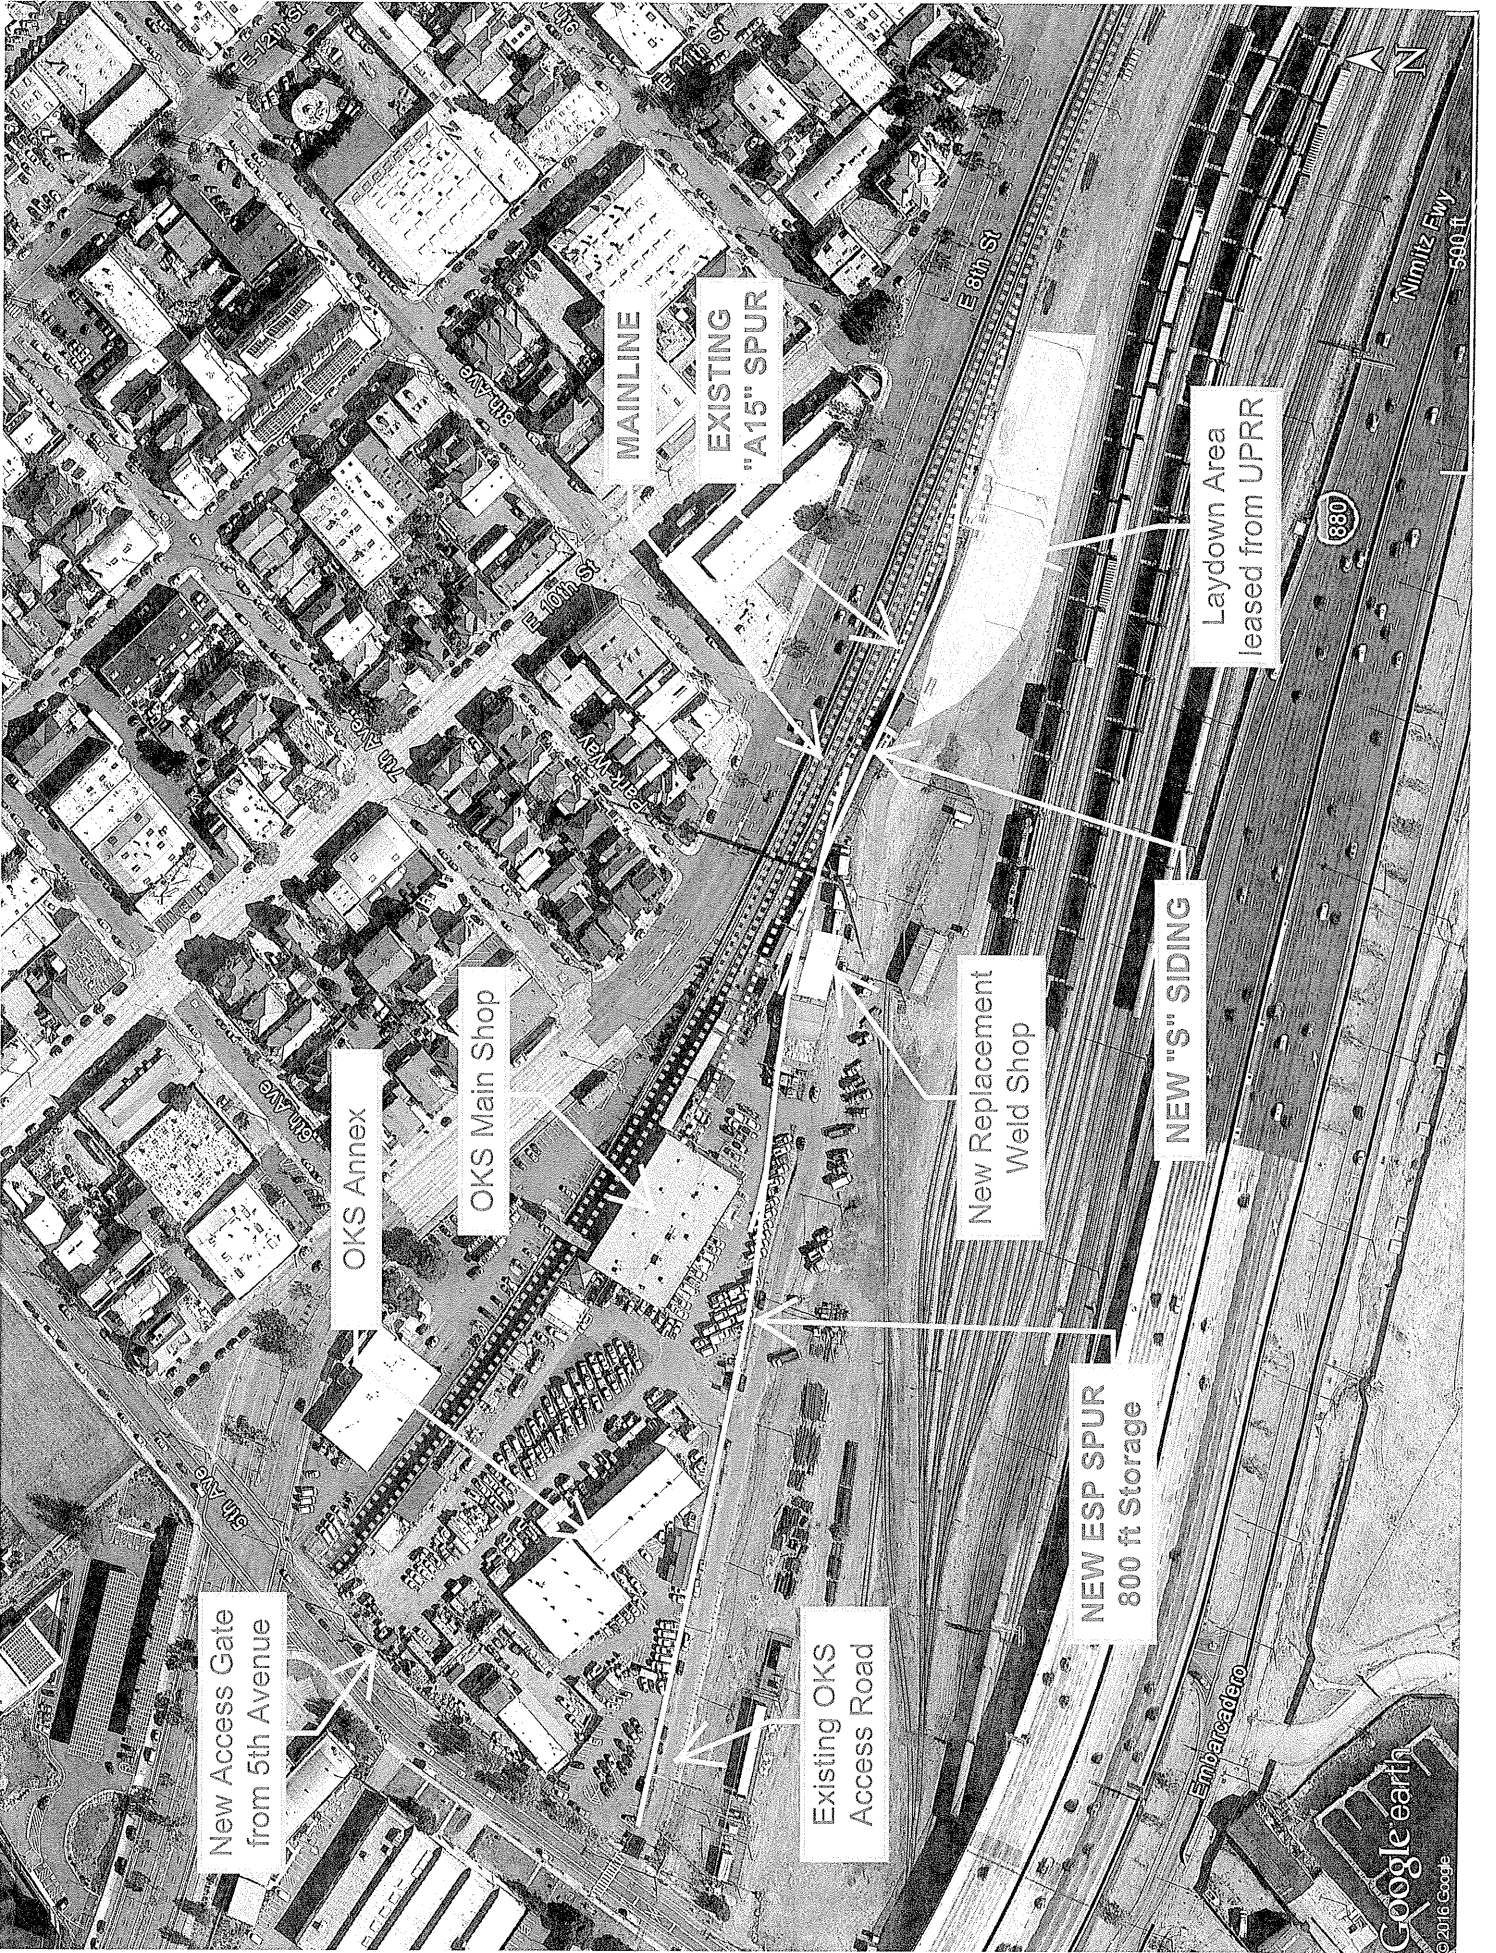 New Access Gate
from 5th Avenue
OKS Annex
OKS Main Shop
MAINLINE
EXISTING
"A15" SPUR
Existing OKS
Access Road
NEW ESP SPUR
800 ft Storage
New Replacement
Weld Shop
NEW "S" SIDING
Laydown Area
leased from UPRR
5th Ave
6th Ave
7th Ave
8th Ave
Park Way
E 8th St
E 10th St
E 11th St
E 12th St
Embarcadero
Nimitz Fwy
880
N
500 ft
Google earth
© 2016 Google